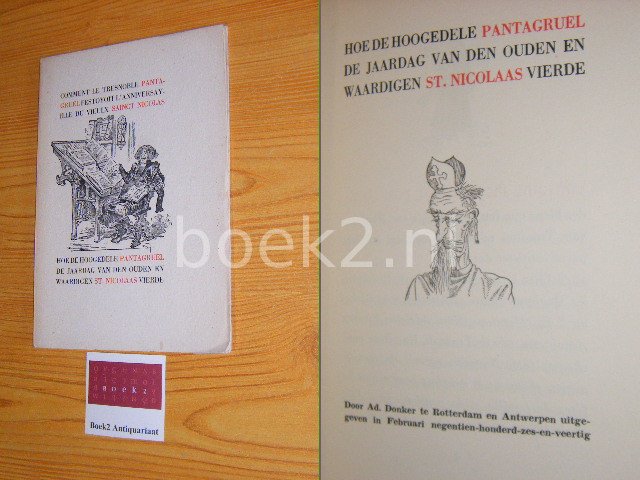 COMMENT LE TRESNOBLE PANTA-
GRUEL FESTOYOIT L'ANNIVERSAY-
RE DU VIEULX SAINCT NICOLAS
HOE DE HOOGEDELE PANTAGRUEL
DE JAARDAG VAN DEN OUDEN EN
WAARDIGEN ST. NICOLAAS VIERDE
BOEK2
Boek2 Antiquariaat
HOE DE HOOGEDELE PANTAGRUEL
DE JAARDAG VAN DEN OUDEN EN
WAARDIGEN ST. NICOLAAS VIERDE
Door Ad. Donker te Rotterdam en Antwerpen uitge-
geven in Februari negentien-honderd-zes-en-veertig
boek2.nl